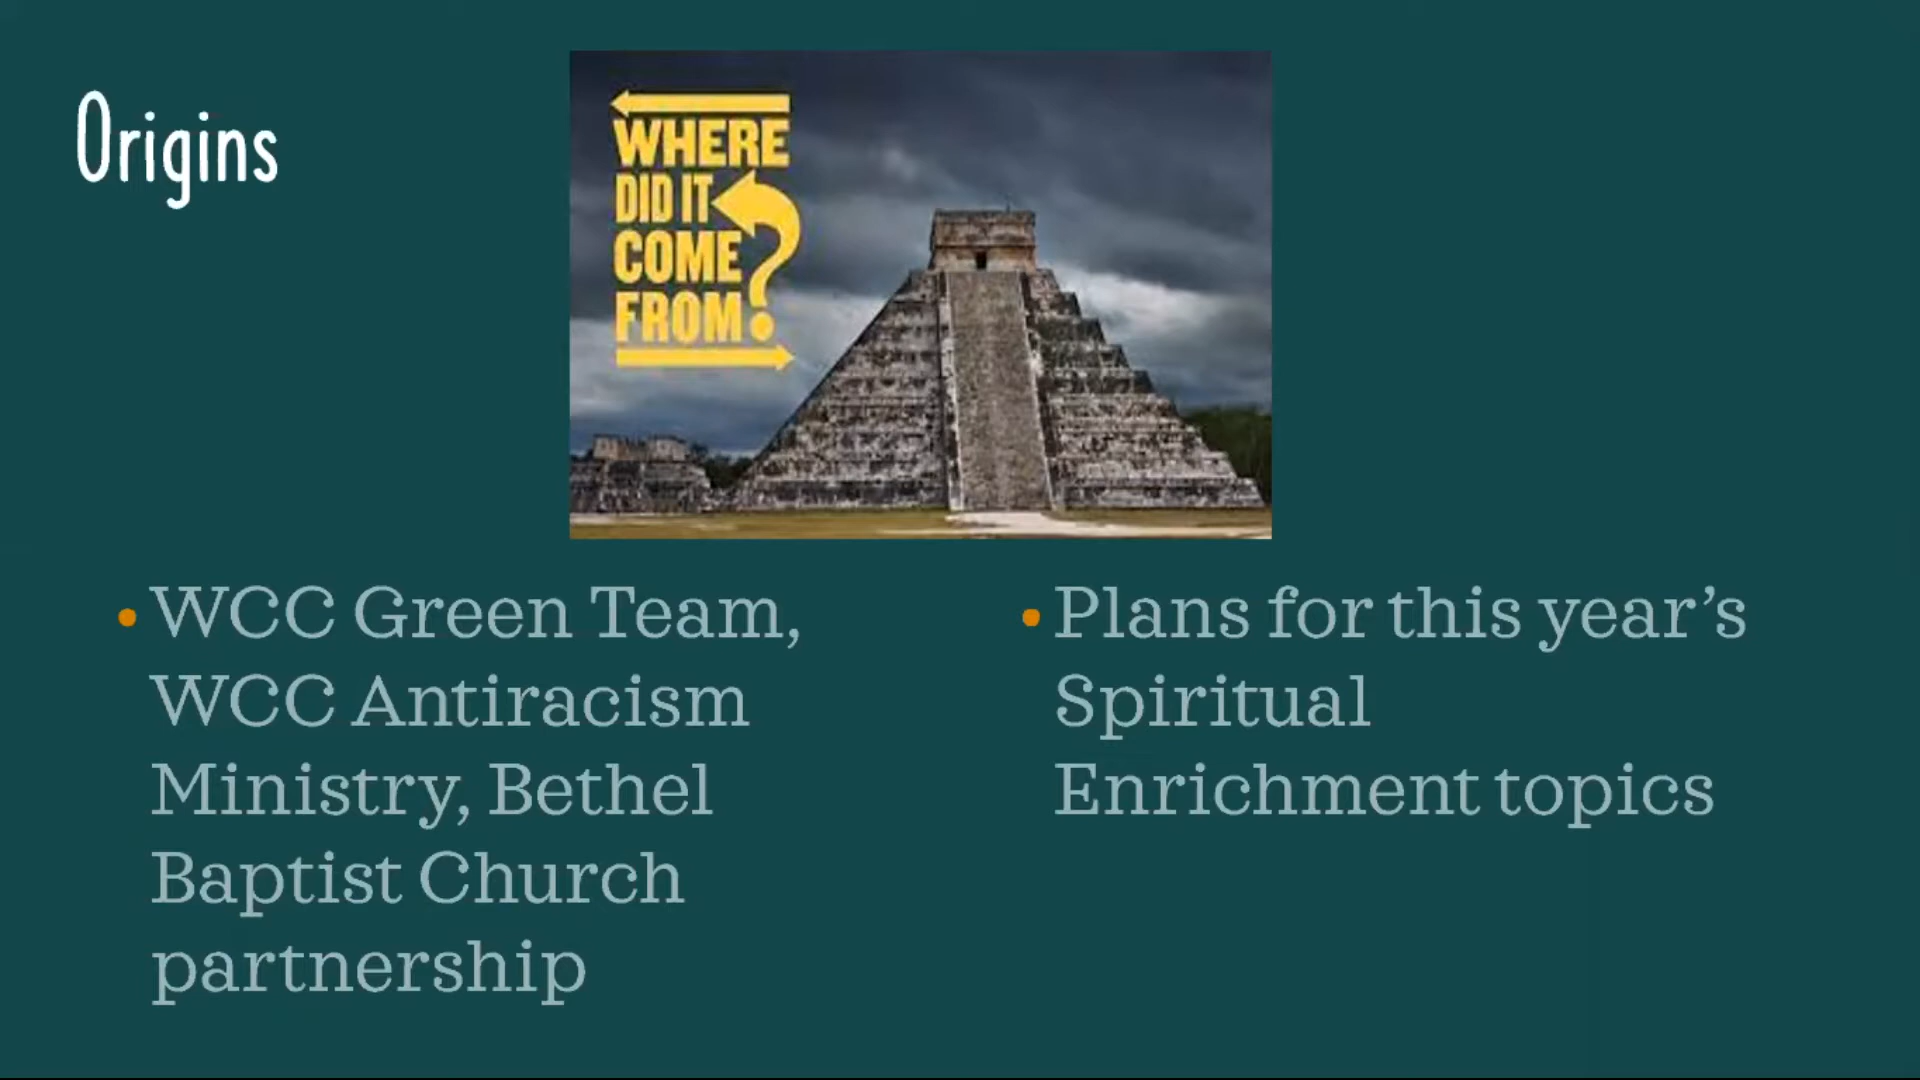 Origins
WHERE
DID IT
COME
FROM?
WCC Green Team,
WCC Antiracism
Ministry, Bethel
Baptist Church
partnership
Plans for this year’s
Spiritual
Enrichment topics